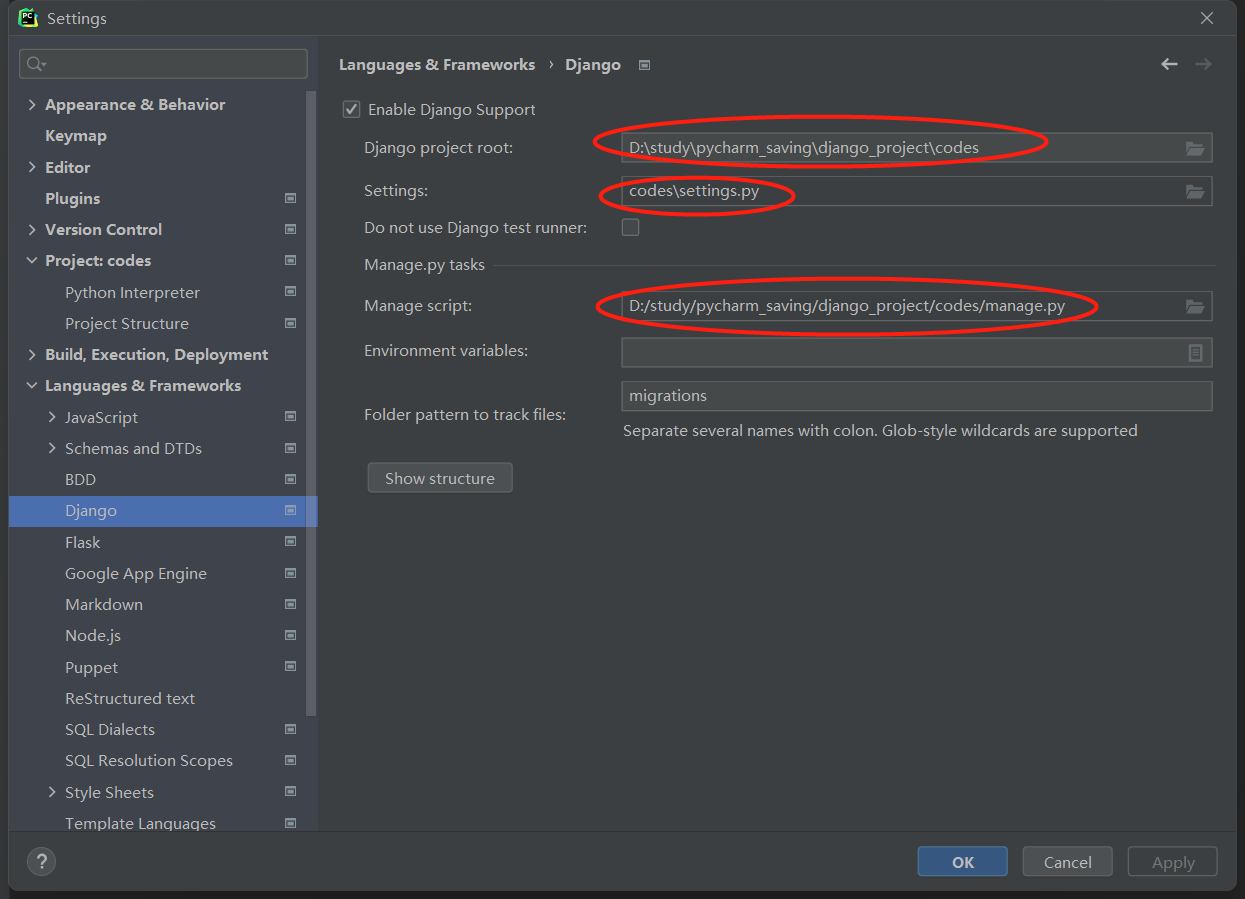 PC
Settings
Languages & Frameworks › Django
Appearance & Behavior
Keymap
Editor
Plugins
Version Control
Project: codes
Python Interpreter
Project Structure
Build, Execution, Deployment
Languages & Frameworks
JavaScript
Schemas and DTDs
BDD
Django
Flask
Google App Engine
Markdown
Node.js
Puppet
ReStructured text
SQL Dialects
SQL Resolution Scopes
Style Sheets
Template Languages
Enable Django Support
Django project root: D:\study\pycharm_saving\django_project\codes
Settings: codes\settings.py
Do not use Django test runner:
Manage.py tasks
Manage script: D:/study/pycharm_saving/django_project/codes/manage.py
Environment variables:
Folder pattern to track files: migrations
Separate several names with colon. Glob-style wildcards are supported
Show structure
?
OK Cancel Apply